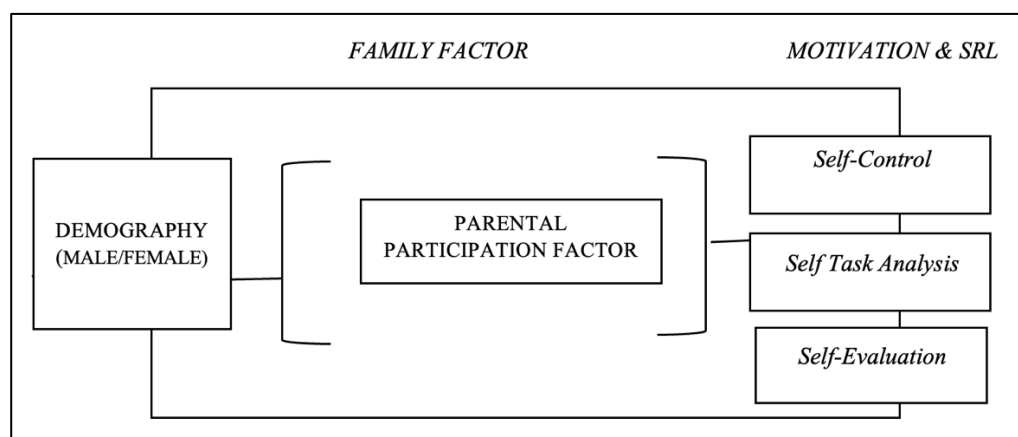 FAMILY FACTOR
MOTIVATION & SRL
DEMOGRAPHY
(MALE/FEMALE)
PARENTAL
PARTICIPATION FACTOR
Self-Control
Self Task Analysis
Self-Evaluation